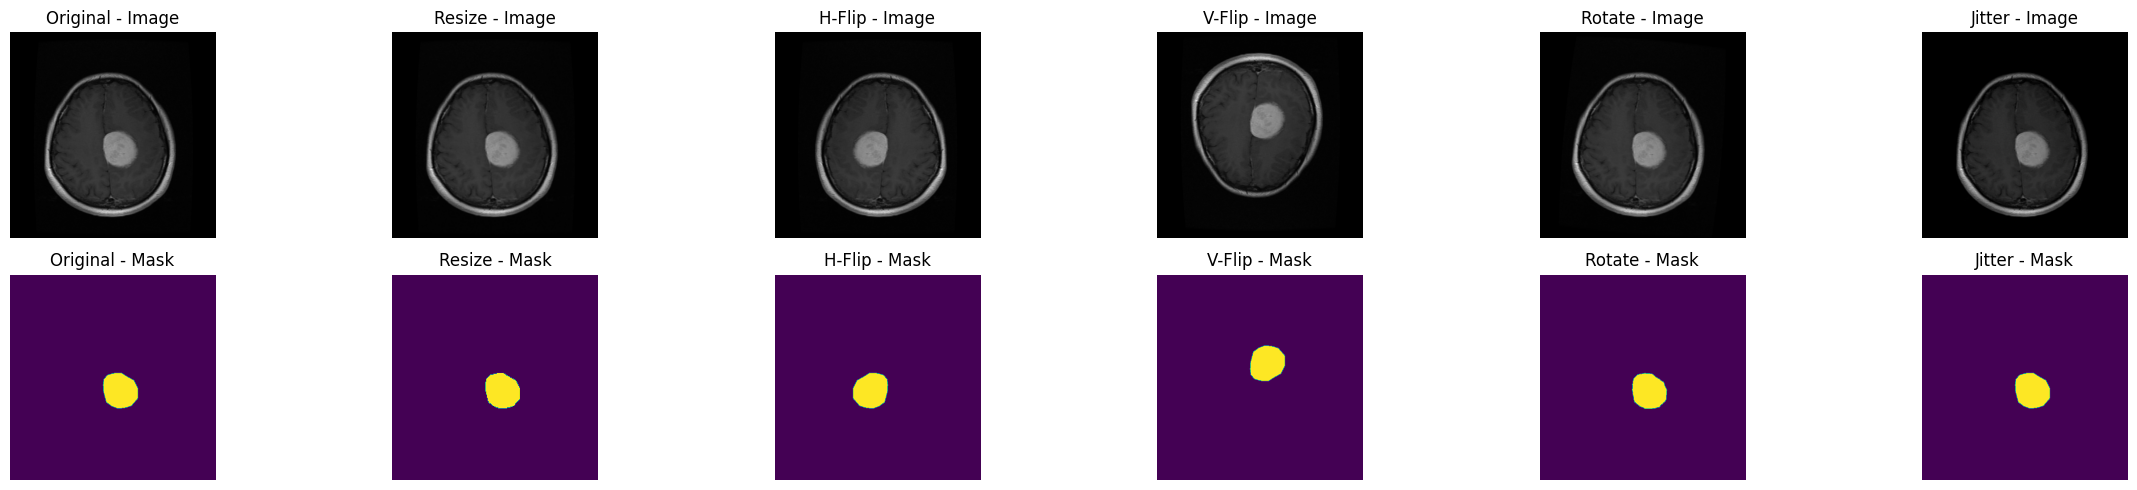 Original - Image
Resize - Image
H-Flip - Image
V-Flip - Image
Rotate - Image
Jitter - Image
Original - Mask
Resize - Mask
H-Flip - Mask
V-Flip - Mask
Rotate - Mask
Jitter - Mask